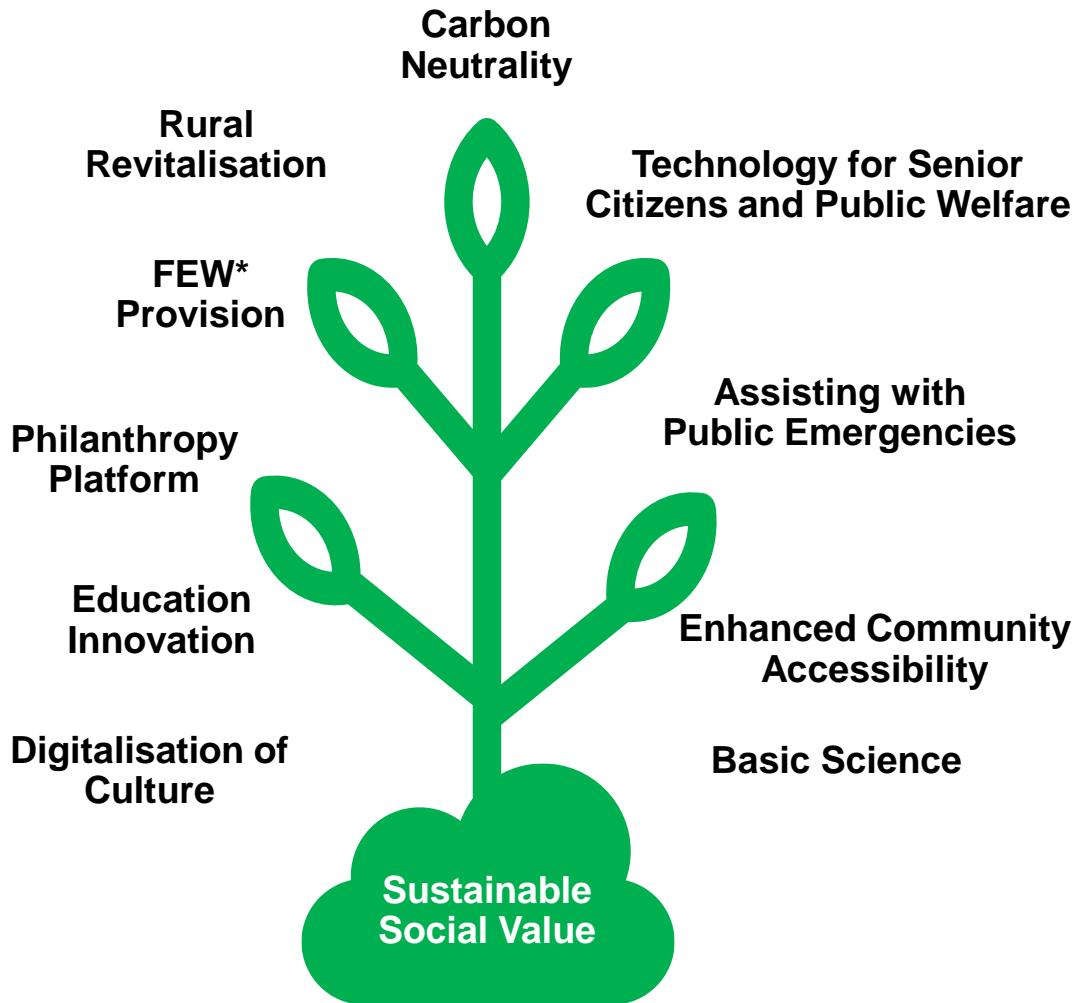 Carbon
Neutrality
Rural
Revitalisation
Technology for Senior
Citizens and Public Welfare
FEW*
Provision
Assisting with
Public Emergencies
Philanthropy
Platform
Education
Innovation
Enhanced Community
Accessibility
Digitalisation of
Culture
Basic Science
Sustainable
Social Value